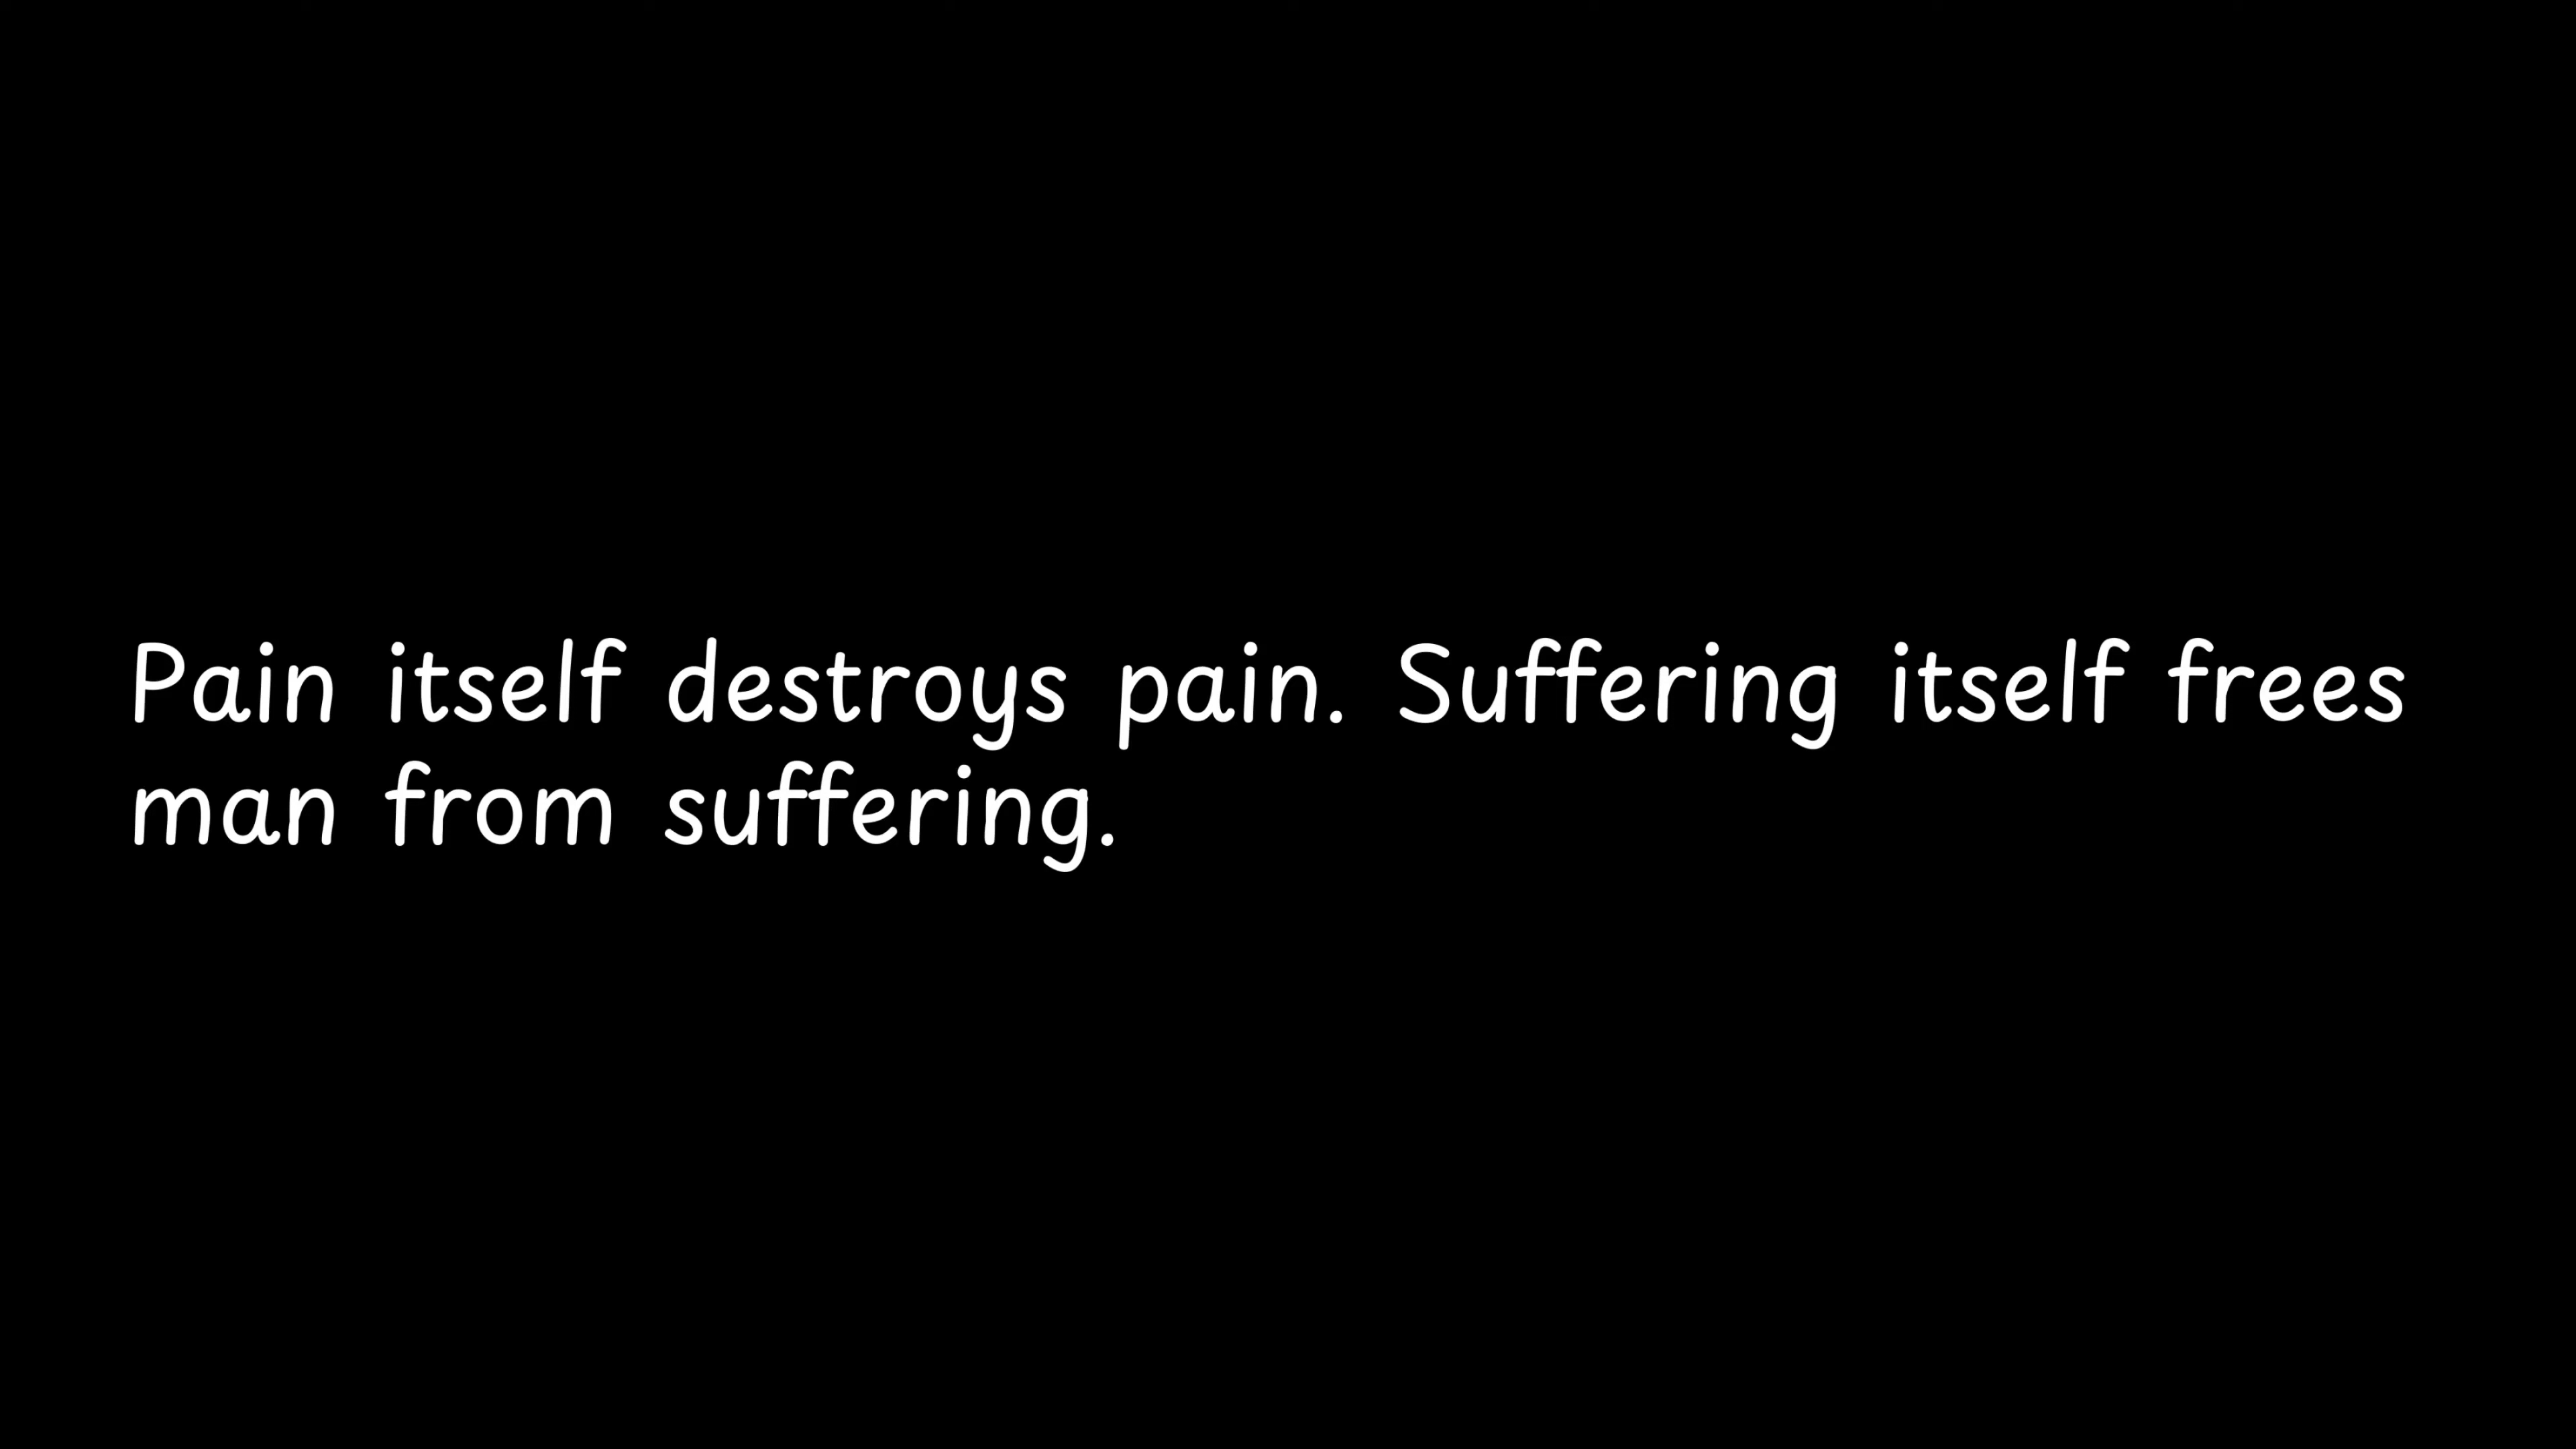 Pain itself destroys pain. Suffering itself frees
man from suffering.